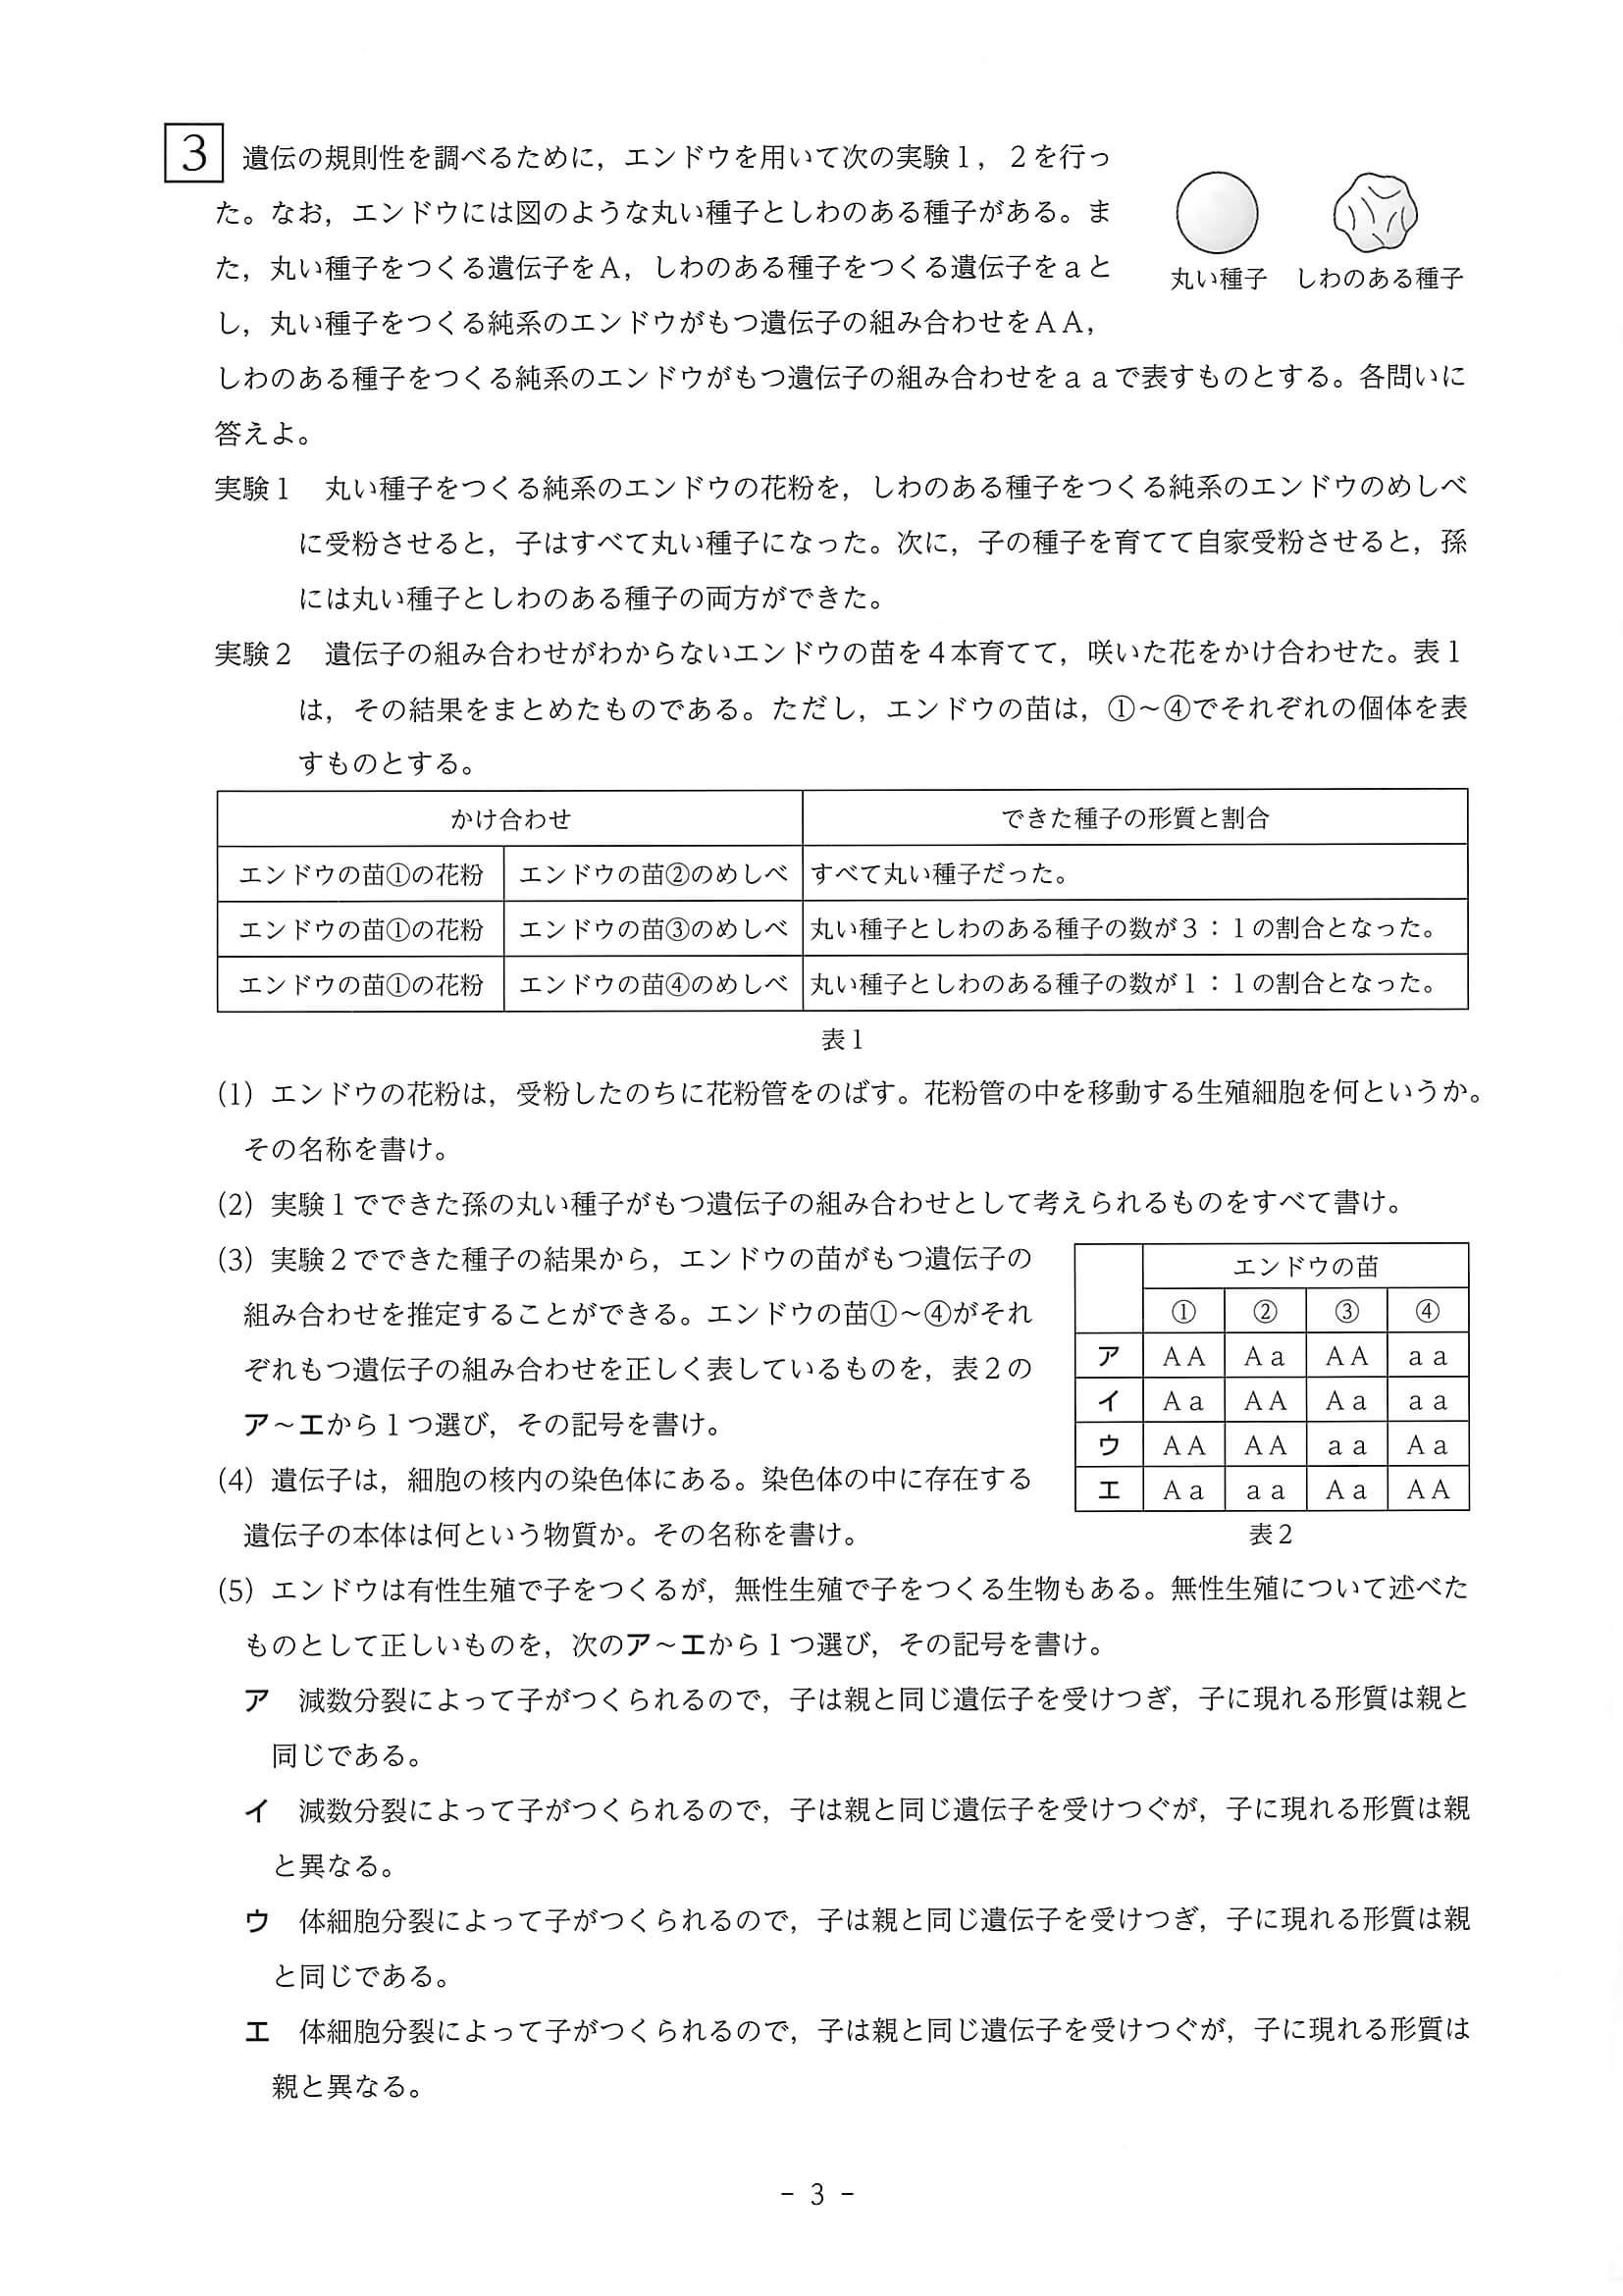 3 遺伝の規則性を調べるために，エンドウを用いて次の実験１，２を行っ
た。なお，エンドウには図のような丸い種子としわのある種子がある。ま
た，丸い種子をつくる遺伝子をＡ，しわのある種子をつくる遺伝子をａと
し，丸い種子をつくる純系のエンドウがもつ遺伝子の組み合わせをＡＡ，
丸い種子 しわのある種子
しわのある種子をつくる純系のエンドウがもつ遺伝子の組み合わせをａａで表すものとする。各問いに
答えよ。
実験１　丸い種子をつくる純系のエンドウの花粉を，しわのある種子をつくる純系のエンドウのめしべ
に受粉させると，子はすべて丸い種子になった。次に，子の種子を育てて自家受粉させると，孫
には丸い種子としわのある種子の両方ができた。
実験２　遺伝子の組み合わせがわからないエンドウの苗を４本育てて，咲いた花をかけ合わせた。表１
は，その結果をまとめたものである。ただし，エンドウの苗は，①～④でそれぞれの個体を表
すものとする。
かけ合わせ できた種子の形質と割合
エンドウの苗①の花粉 エンドウの苗②のめしべ すべて丸い種子だった。
エンドウの苗①の花粉 エンドウの苗③のめしべ 丸い種子としわのある種子の数が３：１の割合となった。
エンドウの苗①の花粉 エンドウの苗④のめしべ 丸い種子としわのある種子の数が１：１の割合となった。
表１
(1) エンドウの花粉は，受粉したのちに花粉管をのばす。花粉管の中を移動する生殖細胞を何というか。
その名称を書け。
(2) 実験１でできた孫の丸い種子がもつ遺伝子の組み合わせとして考えられるものをすべて書け。
(3) 実験２でできた種子の結果から，エンドウの苗がもつ遺伝子の
組み合わせを推定することができる。エンドウの苗①～④がそれ
ぞれもつ遺伝子の組み合わせを正しく表しているものを，表２の
ア～エから１つ選び，その記号を書け。
エンドウの苗
① ② ③ ④
ア ＡＡ Ａａ ＡＡ ａａ
イ Ａａ ＡＡ Ａａ ａａ
ウ ＡＡ ＡＡ ａａ Ａａ
エ Ａａ ａａ Ａａ ＡＡ
表２
(4) 遺伝子は，細胞の核内の染色体にある。染色体の中に存在する
遺伝子の本体は何という物質か。その名称を書け。
(5) エンドウは有性生殖で子をつくるが，無性生殖で子をつくる生物もある。無性生殖について述べた
ものとして正しいものを，次のア～エから１つ選び，その記号を書け。
ア　減数分裂によって子がつくられるので，子は親と同じ遺伝子を受けつぎ，子に現れる形質は親と
同じである。
イ　減数分裂によって子がつくられるので，子は親と同じ遺伝子を受けつぐが，子に現れる形質は親
と異なる。
ウ　体細胞分裂によって子がつくられるので，子は親と同じ遺伝子を受けつぎ，子に現れる形質は親
と同じである。
エ　体細胞分裂によって子がつくられるので，子は親と同じ遺伝子を受けつぐが，子に現れる形質は
親と異なる。
- 3 -